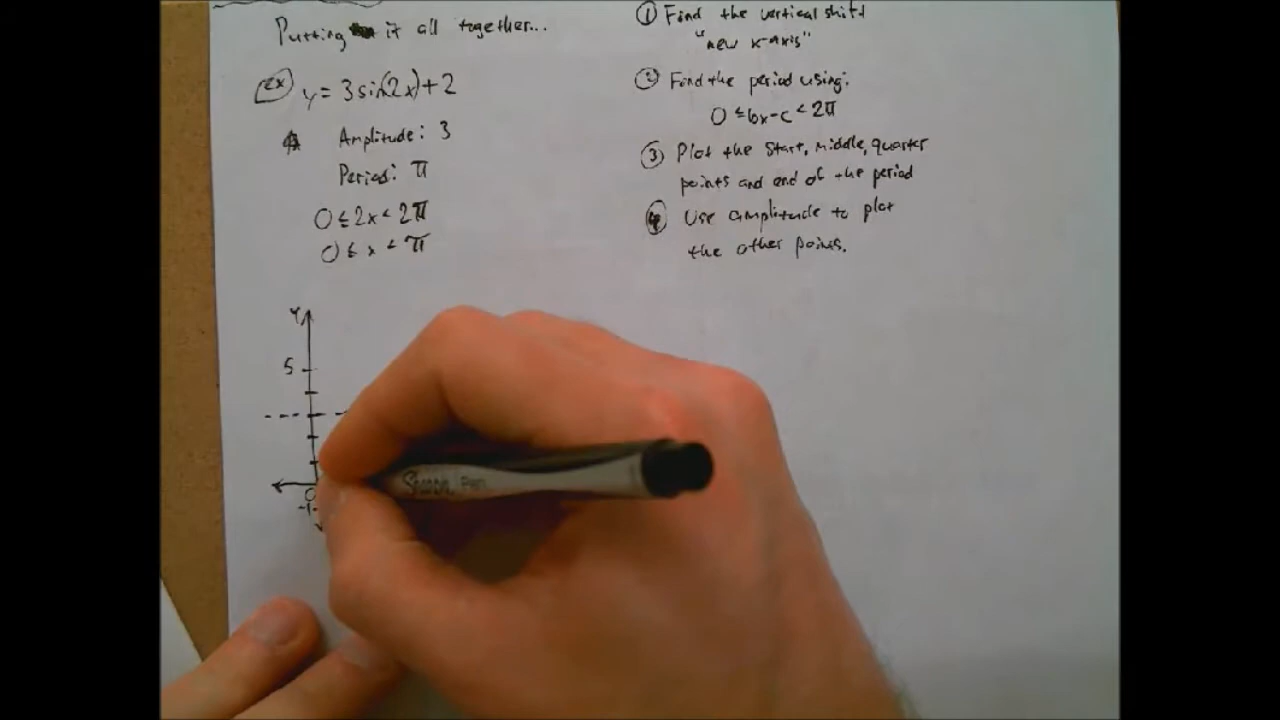 Putting it all together...
Ex y = 3sin(2x)+2
Amplitude: 3
Period: π
0 ≤ 2x < 2π
0 ≤ x < π
① Find the vertical shift
"new x-axis"
② Find the period using:
0 ≤ bx-c < 2π
③ Plot the start, middle, quarter
points and end of the period
④ Use amplitude to plot
the other points.
y
5
0
-1
Pen